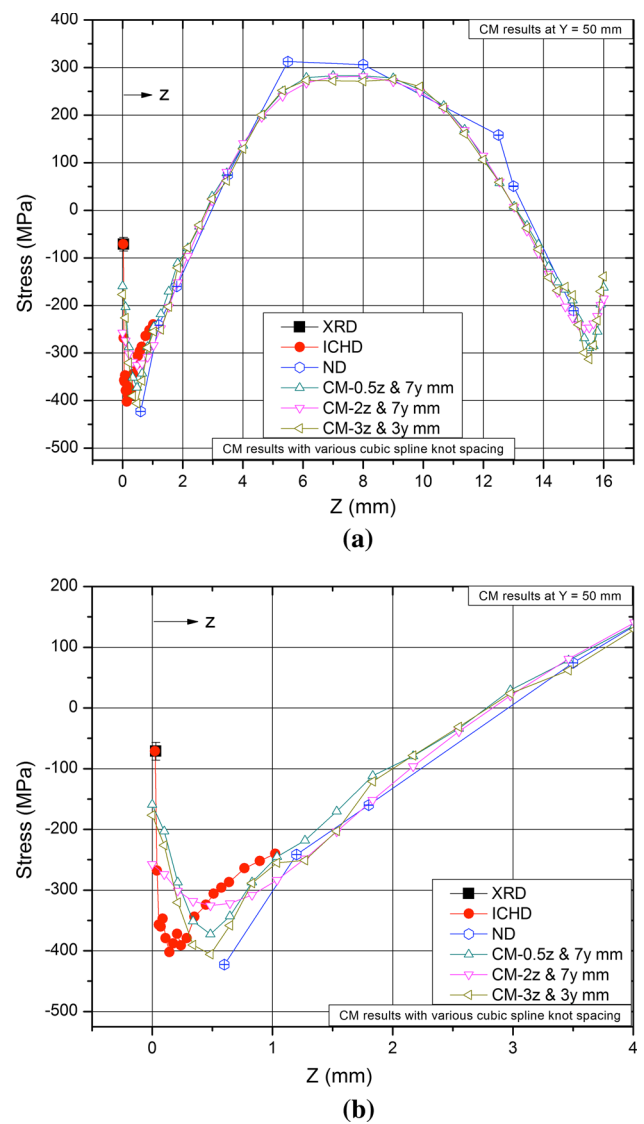 CM results at Y = 50 mm
400
300
200
100
0
-100
-200
-300
-400
-500
Stress (MPa)
z
XRD
ICHD
ND
CM-0.5z & 7y mm
CM-2z & 7y mm
CM-3z & 3y mm
CM results with various cubic spline knot spacing
0 2 4 6 8 10 12 14 16
Z (mm)
(a)
CM results at Y = 50 mm
200
100
0
-100
-200
-300
-400
-500
Stress (MPa)
z
XRD
ICHD
ND
CM-0.5z & 7y mm
CM-2z & 7y mm
CM-3z & 3y mm
CM results with various cubic spline knot spacing
0 1 2 3 4
Z (mm)
(b)